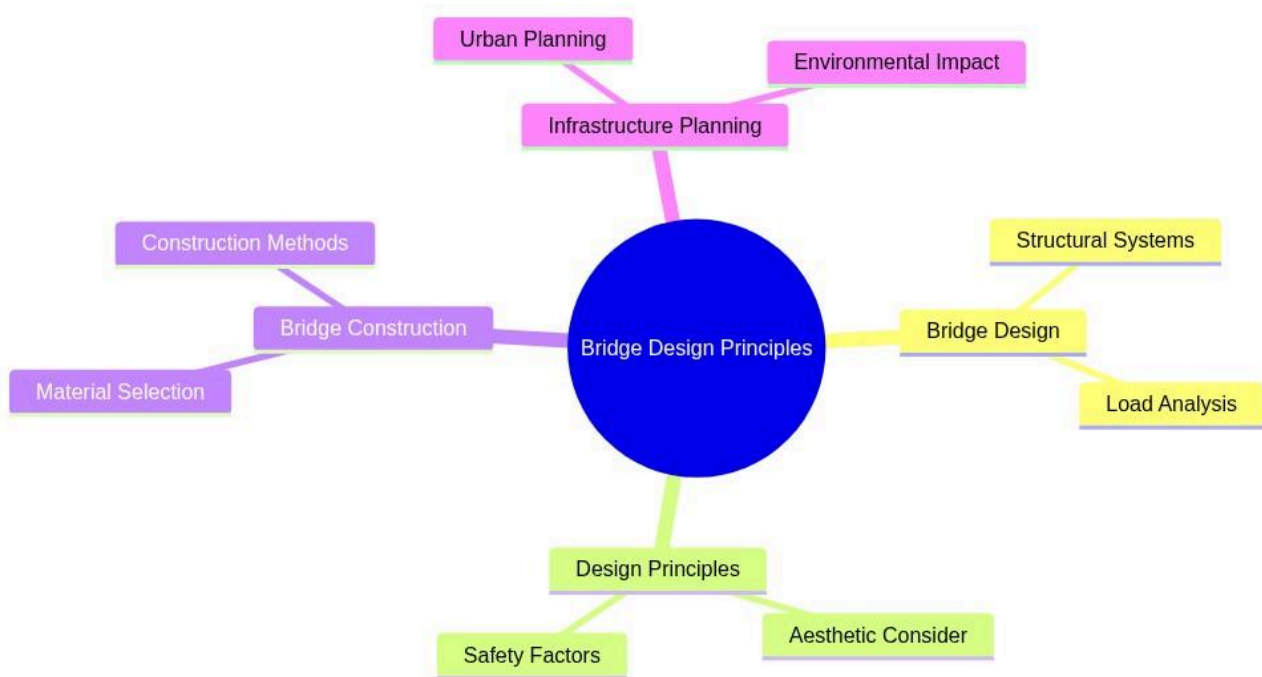 Urban Planning
Environmental Impact
Infrastructure Planning
Construction Methods
Structural Systems
Bridge Construction
Bridge Design Principles
Bridge Design
Material Selection
Load Analysis
Design Principles
Safety Factors
Aesthetic Consider